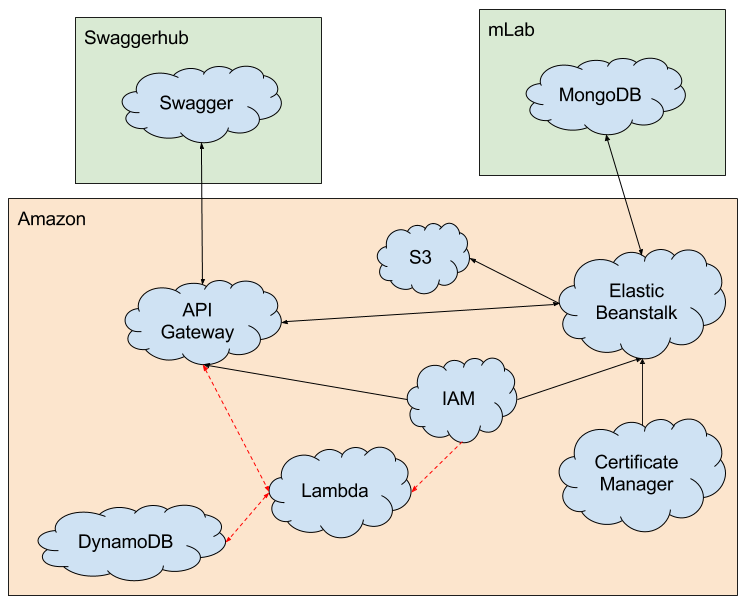 Swaggerhub
Swagger
mLab
MongoDB
Amazon
S3
Elastic
Beanstalk
API
Gateway
IAM
Certificate
Manager
Lambda
DynamoDB